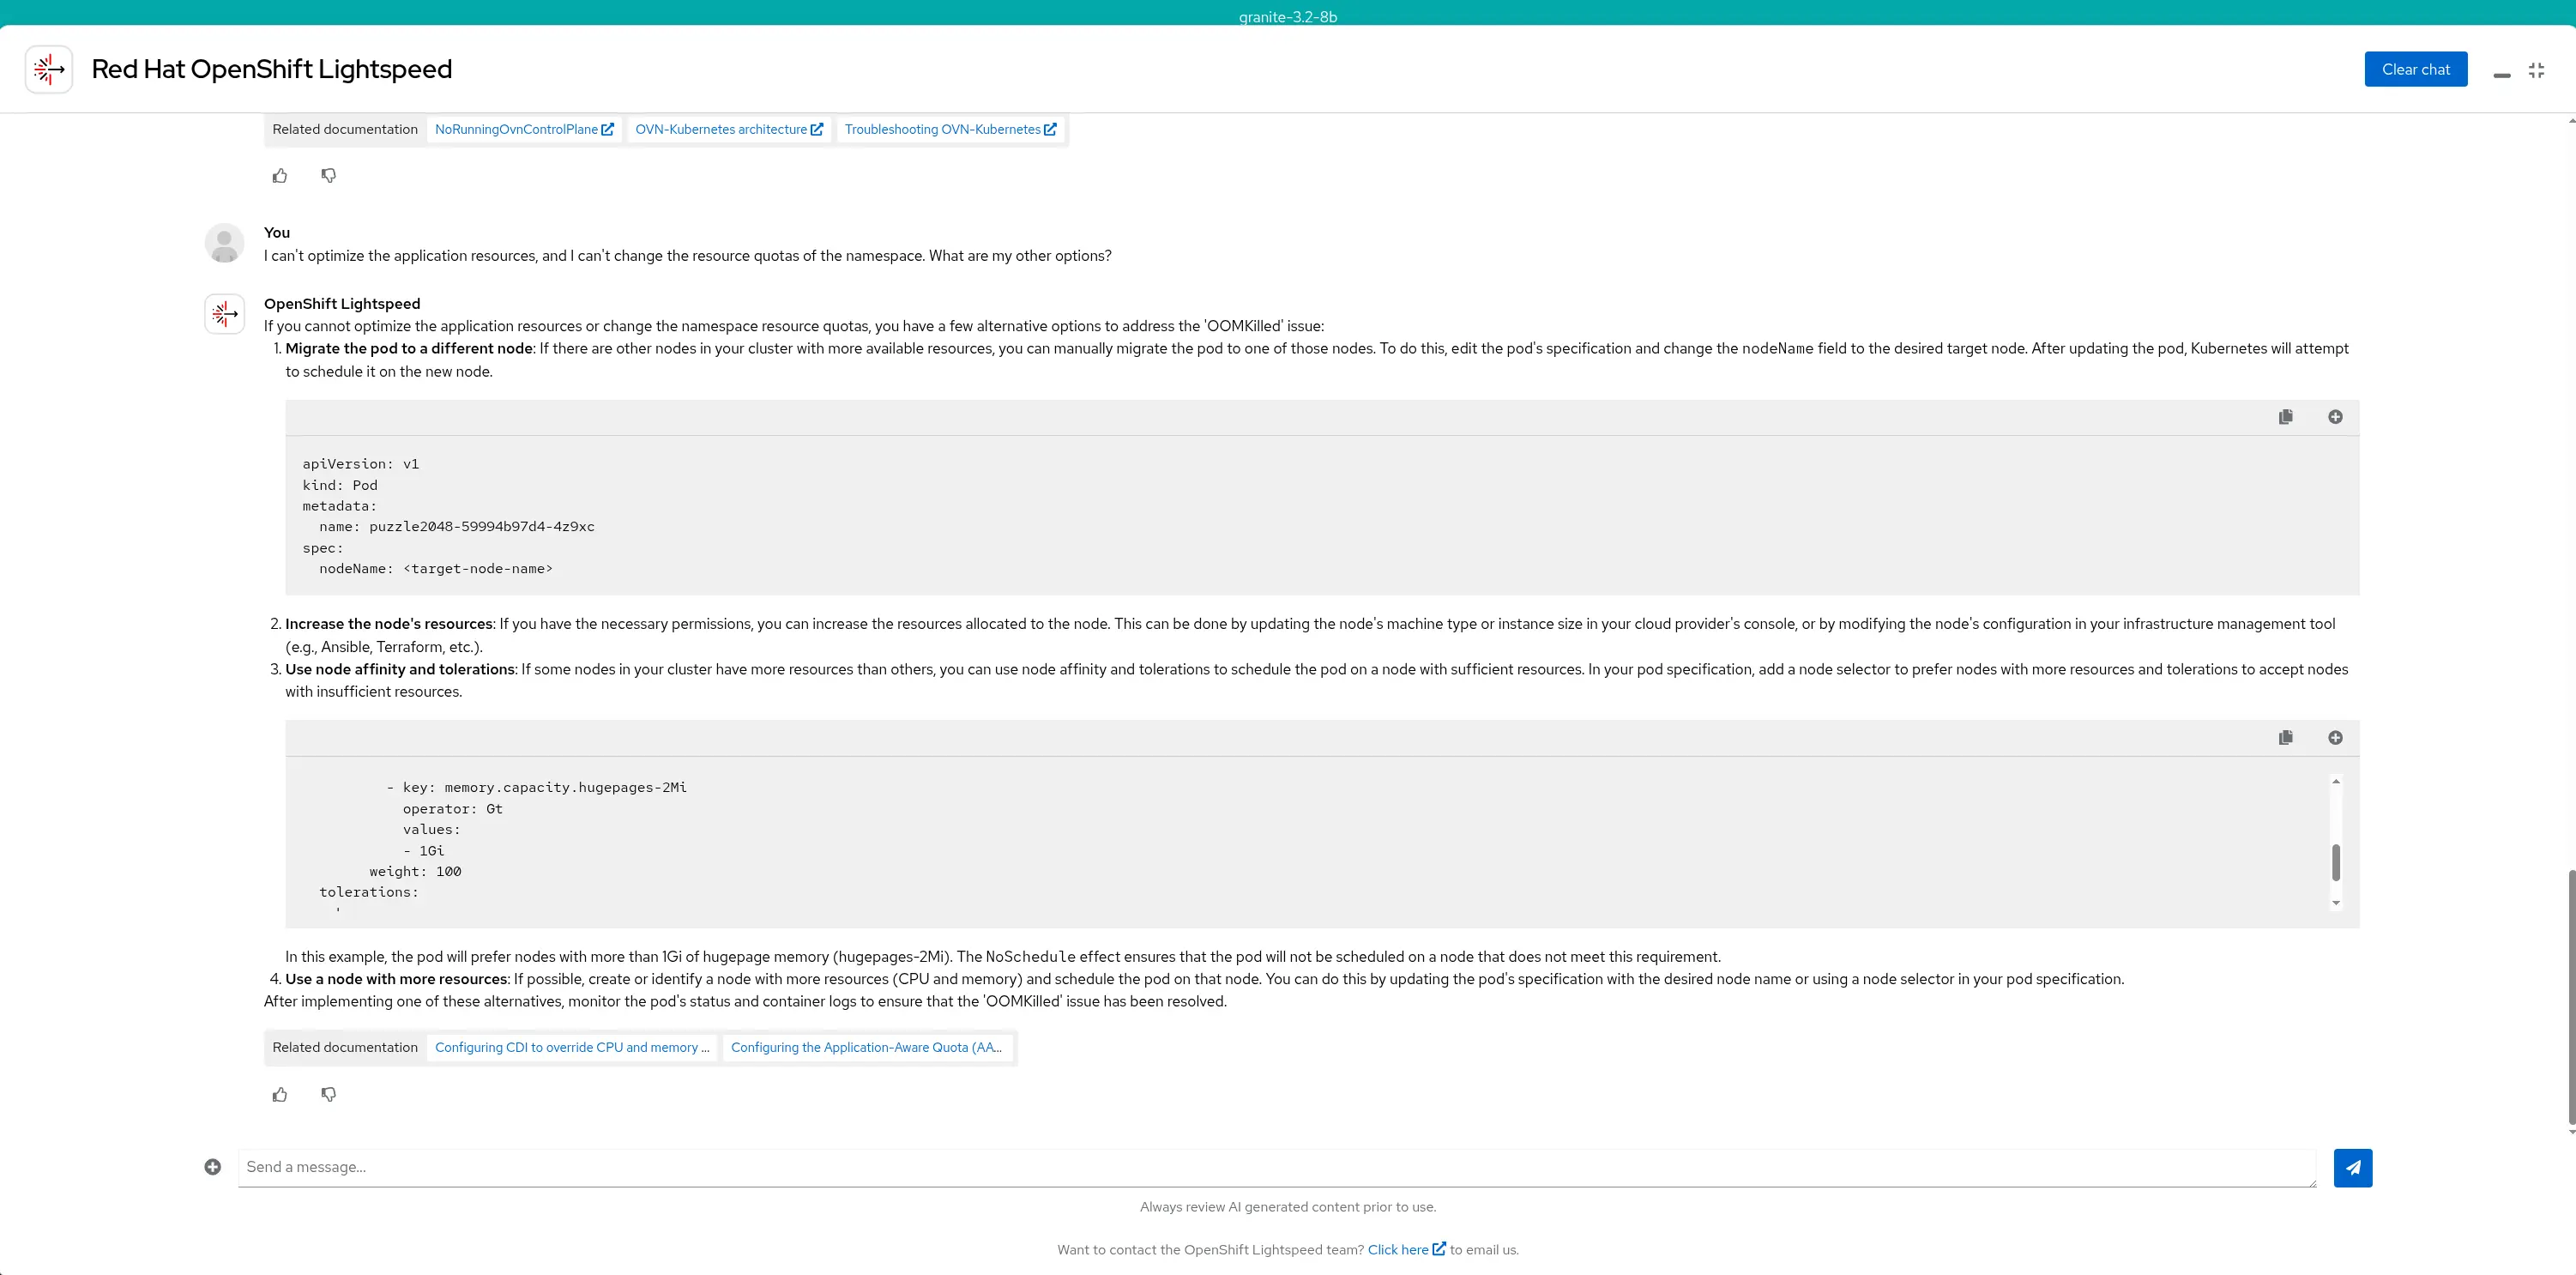 granite-3.2-8b
Red Hat OpenShift Lightspeed
Clear chat
Related documentation NoRunningOvnControlPlane OVN-Kubernetes architecture Troubleshooting OVN-Kubernetes
You
I can't optimize the application resources, and I can't change the resource quotas of the namespace. What are my other options?
OpenShift Lightspeed
If you cannot optimize the application resources or change the namespace resource quotas, you have a few alternative options to address the 'OOMKilled' issue:
1. Migrate the pod to a different node: If there are other nodes in your cluster with more available resources, you can manually migrate the pod to one of those nodes. To do this, edit the pod's specification and change the nodeName field to the desired target node. After updating the pod, Kubernetes will attempt
to schedule it on the new node.
apiVersion: v1
kind: Pod
metadata:
  name: puzzle2048-59994b97d4-4z9xc
spec:
  nodeName: <target-node-name>
2. Increase the node's resources: If you have the necessary permissions, you can increase the resources allocated to the node. This can be done by updating the node's machine type or instance size in your cloud provider's console, or by modifying the node's configuration in your infrastructure management tool
(e.g., Ansible, Terraform, etc.).
3. Use node affinity and tolerations: If some nodes in your cluster have more resources than others, you can use node affinity and tolerations to schedule the pod on a node with sufficient resources. In your pod specification, add a node selector to prefer nodes with more resources and tolerations to accept nodes
with insufficient resources.
- key: memory.capacity.hugepages-2Mi
operator: Gt
values:
- 1Gi
weight: 100
tolerations:
In this example, the pod will prefer nodes with more than 1Gi of hugepage memory (hugepages-2Mi). The NoSchedule effect ensures that the pod will not be scheduled on a node that does not meet this requirement.
4. Use a node with more resources: If possible, create or identify a node with more resources (CPU and memory) and schedule the pod on that node. You can do this by updating the pod's specification with the desired node name or using a node selector in your pod specification.
After implementing one of these alternatives, monitor the pod's status and container logs to ensure that the 'OOMKilled' issue has been resolved.
Related documentation Configuring CDI to override CPU and memory ... Configuring the Application-Aware Quota (AA...
Send a message...
Always review AI generated content prior to use.
Want to contact the OpenShift Lightspeed team? Click here to email us.